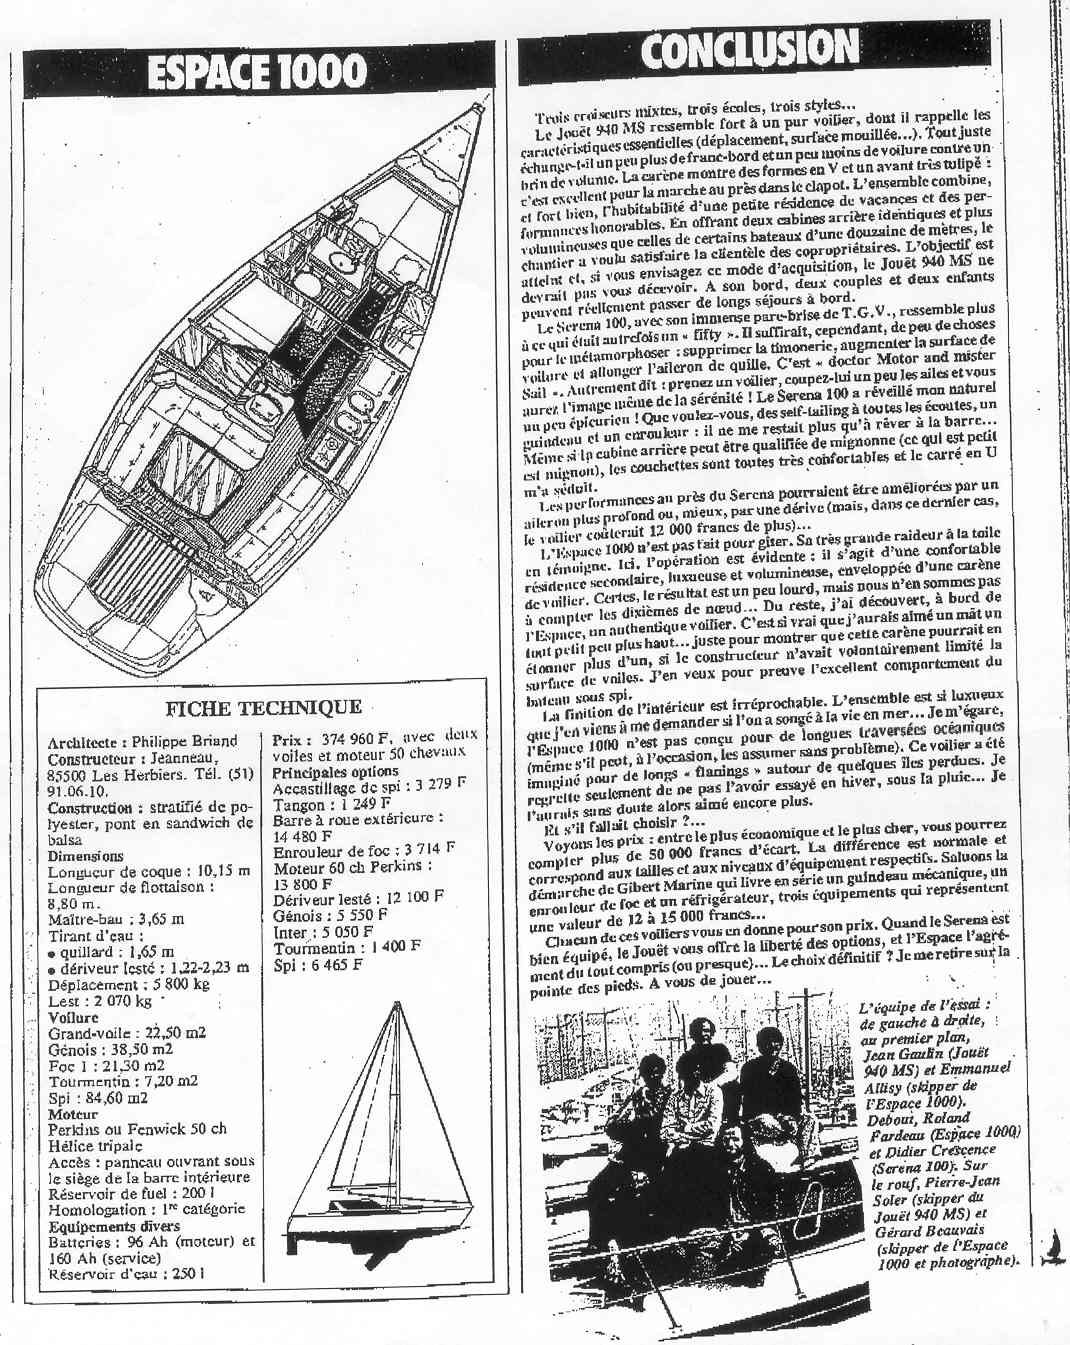 ESPACE 1000
FICHE TECHNIQUE
Architecte : Philippe Briand
Constructeur : Jeanneau,
85500 Les Herbiers. Tél. (51)
91.06.10.
Construction : stratifié de po-
lyester, pont en sandwich de
balsa
Dimensions
Longueur de coque : 10,15 m
Longueur de flottaison :
8,80 m.
Maître-bau : 3,65 m
Tirant d'eau :
• quillard : 1,65 m
• dériveur lesté : 1,22-2,23 m
Déplacement : 5 800 kg
Lest : 2 070 kg
Voilure
Grand-voile : 22,50 m2
Génois : 38,50 m2
Foc 1 : 21,30 m2
Tourmentin : 7,20 m2
Spi : 84,60 m2
Moteur
Perkins ou Fenwick 50 ch
Hélice tripale
Accès : panneau ouvrant sous
le siège de la barre intérieure
Réservoir de fuel : 200 l
Homologation : 1re catégorie
Equipements divers
Batteries : 96 Ah (moteur) et
160 Ah (service)
Réservoir d'eau : 250 l
Prix : 374 960 F, avec deux
voiles et moteur 50 chevaux
Principales options
Accastillage de spi : 3 279 F
Tangon : 1 249 F
Barre à roue extérieure :
14 480 F
Enrouleur de foc : 3 714 F
Moteur 60 ch Perkins :
13 800 F
Dériveur lesté : 12 100 F
Génois : 5 550 F
Inter : 5 050 F
Tourmentin : 1 400 F
Spi : 6 465 F
CONCLUSION
Trois croiseurs mixtes, trois écoles, trois styles...
Le Jouët 940 MS ressemble fort à un pur voilier, dont il rappelle les
caractéristiques essentielles (déplacement, surface mouillée...). Tout juste
échange-t-il un peu plus de franc-bord et un peu moins de voilure contre un
brin de volume. La carène montre des formes en V et un avant très tulipé :
c'est excellent pour la marche au près dans le clapot. L'ensemble combine,
et fort bien, l'habitabilité d'une petite résidence de vacances et des per-
formances honorables. En offrant deux cabines arrière identiques et plus
volumineuses que celles de certains bateaux d'une douzaine de mètres, le
chantier a voulu satisfaire la clientèle des copropriétaires. L'objectif est
atteint et, si vous envisagez ce mode d'acquisition, le Jouët 940 MS ne
devrait pas vous décevoir. A son bord, deux couples et deux enfants
peuvent réellement passer de longs séjours à bord.
Le Serena 100, avec son immense pare-brise de T.G.V., ressemble plus
à ce qui était autrefois un « fifty ». Il suffirait, cependant, de peu de choses
pour le métamorphoser : supprimer la timonerie, augmenter la surface de
voilure et allonger l'aileron de quille. C'est « doctor Motor and mister
Sail ». Autrement dit : prenez un voilier, coupez-lui un peu les ailes et vous
aurez l'image même de la sérénité ! Le Serena 100 a réveillé mon naturel
un peu épicurien ! Que voulez-vous, des self-tailing à toutes les écoutes, un
guindeau et un enrouleur : il ne me restait plus qu'à rêver à la barre...
Même si la cabine arrière peut être qualifiée de mignonne (ce qui est petit
est mignon), les couchettes sont toutes très confortables et le carré en U
m'a séduit.
Les performances au près du Serena pourraient être améliorées par un
aileron plus profond ou, mieux, par une dérive (mais, dans ce dernier cas,
le voilier coûterait 12 000 francs de plus)...
L'Espace 1000 n'est pas fait pour gîter. Sa très grande raideur à la toile
en témoigne. Ici, l'opération est évidente : il s'agit d'une confortable
résidence secondaire, luxueuse et volumineuse, enveloppée d'une carène
de voilier. Certes, le résultat est un peu lourd, mais nous n'en sommes pas
à compter les dixièmes de nœud... Du reste, j'ai découvert, à bord de
l'Espace, un authentique voilier. C'est si vrai que j'aurais aimé un mât un
tout petit peu plus haut... juste pour montrer que cette carène pourrait en
étonner plus d'un, si le constructeur n'avait volontairement limité la
surface de voiles. J'en veux pour preuve l'excellent comportement du
bateau sous spi.
La finition de l'intérieur est irréprochable. L'ensemble est si luxueux
que j'en viens à me demander si l'on a songé à la vie en mer... Je m'égare,
l'Espace 1000 n'est pas conçu pour de longues traversées océaniques
(même s'il peut, à l'occasion, les assumer sans problème). Ce voilier a été
imaginé pour de longs « flanings » autour de quelques îles perdues. Je
regrette seulement de ne pas l'avoir essayé en hiver, sous la pluie... Je
l'aurais sans doute alors aimé encore plus.
Et s'il fallait choisir ?...
Voyons les prix : entre le plus économique et le plus cher, vous pourrez
compter plus de 50 000 francs d'écart. La différence est normale et
correspond aux tailles et aux niveaux d'équipement respectifs. Saluons la
démarche de Gibert Marine qui livre en série un guindeau mécanique, un
enrouleur de foc et un réfrigérateur, trois équipements qui représentent
une valeur de 12 à 15 000 francs...
Chacun de ces voiliers vous en donne pour son prix. Quand le Serena est
bien équipé, le Jouët vous offre la liberté des options, et l'Espace l'agré-
ment du tout compris (ou presque)... Le choix définitif ? Je me retire sur la
pointe des pieds. A vous de jouer...
L'équipe de l'essai :
de gauche à droite,
au premier plan,
Jean Gaulin (Jouët
940 MS) et Emmanuel
Allisy (skipper de
l'Espace 1000).
Debout, Roland
Fardeau (Espace 1000)
et Didier Crescence
(Serena 100). Sur
le rouf, Pierre-Jean
Soler (skipper du
Jouët 940 MS) et
Gérard Beauvais
(skipper de l'Espace
1000 et photographe).